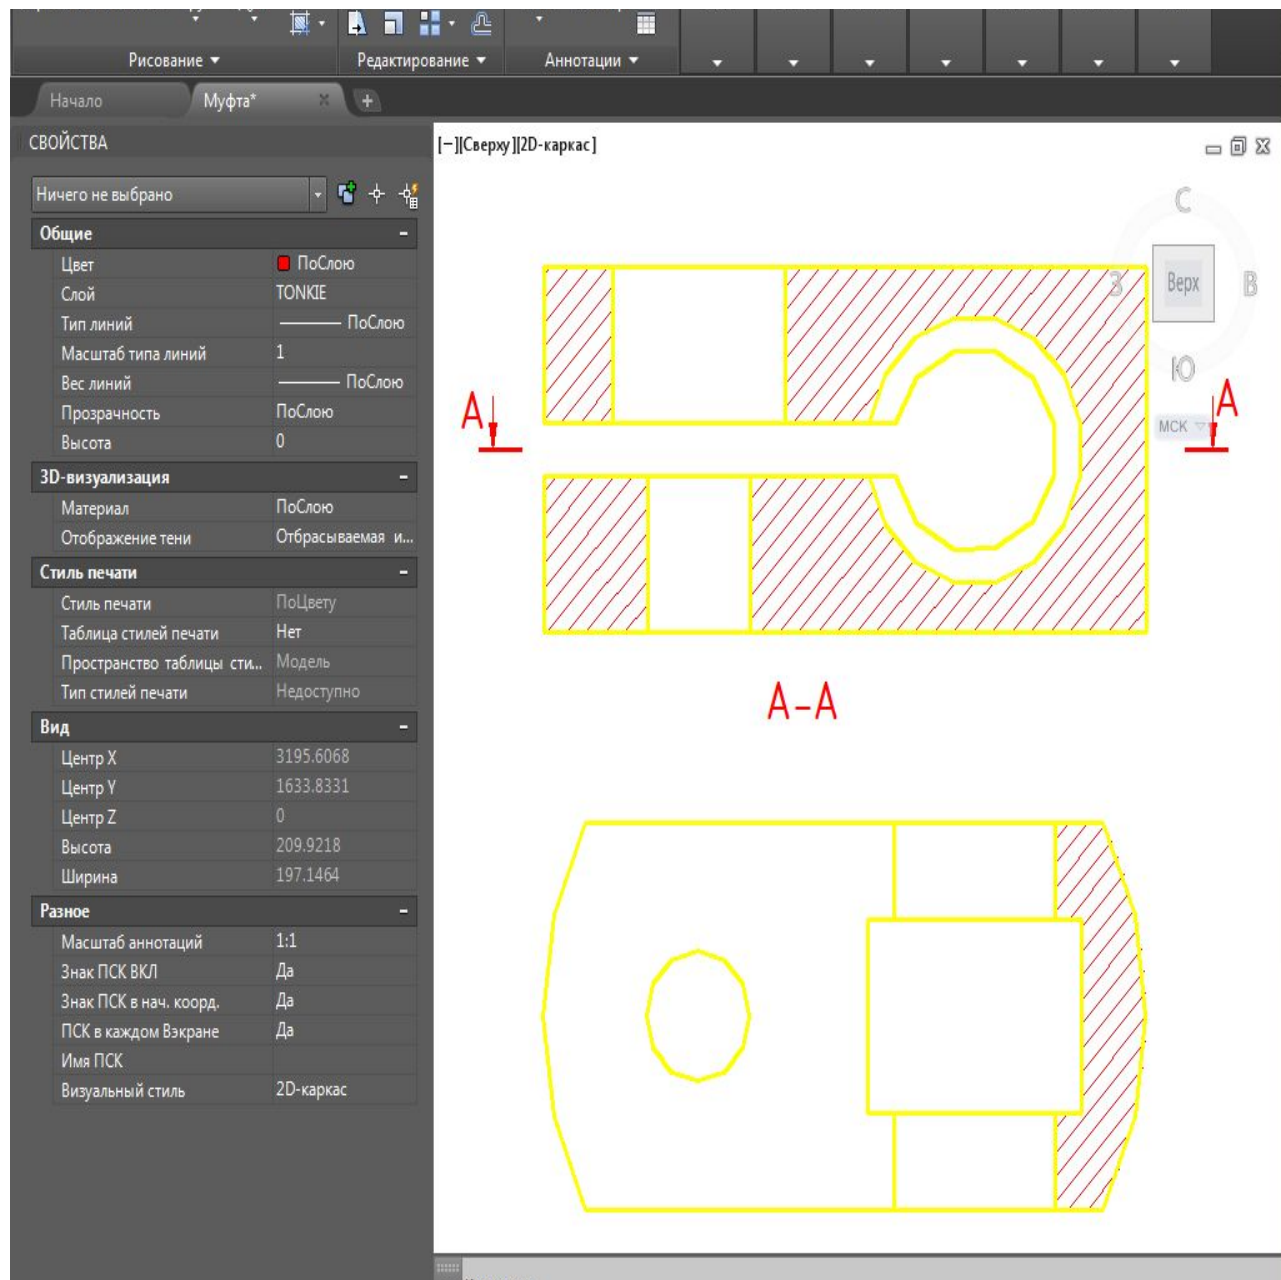 Рисование
Редактирование
Аннотации
Начало
Муфта*
СВОЙСТВА
Ничего не выбрано
Общие
Цвет ПоСлою
Слой TONKIE
Тип линий ПоСлою
Масштаб типа линий 1
Вес линий ПоСлою
Прозрачность ПоСлою
Высота 0
3D-визуализация
Материал ПоСлою
Отображение тени Отбрасываемая и...
Стиль печати
Стиль печати ПоЦвету
Таблица стилей печати Нет
Пространство таблицы сти... Модель
Тип стилей печати Недоступно
Вид
Центр X 3195.6068
Центр Y 1633.8331
Центр Z 0
Высота 209.9218
Ширина 197.1464
Разное
Масштаб аннотаций 1:1
Знак ПСК ВКЛ Да
Знак ПСК в нач. коорд. Да
ПСК в каждом Вэкране Да
Имя ПСК
Визуальный стиль 2D-каркас
[−][Сверху][2D-каркас]
С
З Верх В
Ю
МСК
А А
А–А